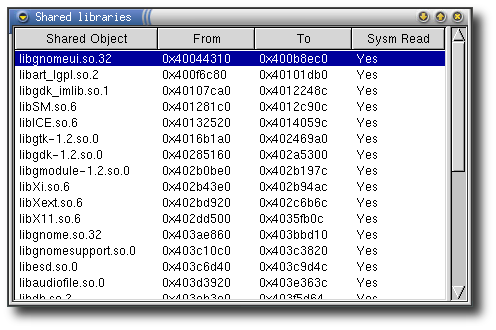 Shared libraries
Shared Object From To Sysm Read
libgnomeui.so.32 0x40044310 0x400b8ec0 Yes
libart_lgpl.so.2 0x400f6c80 0x40101db0 Yes
libgdk_imlib.so.1 0x40107ca0 0x4012248c Yes
libSM.so.6 0x401281c0 0x4012c90c Yes
libICE.so.6 0x40132520 0x4014059c Yes
libgtk-1.2.so.0 0x4016b1a0 0x402469a0 Yes
libgdk-1.2.so.0 0x40285160 0x402a5300 Yes
libgmodule-1.2.so.0 0x402b0be0 0x402b197c Yes
libXi.so.6 0x402b43e0 0x402b94ac Yes
libXext.so.6 0x402bd920 0x402c6b6c Yes
libX11.so.6 0x402dd500 0x4035fb0c Yes
libgnome.so.32 0x403ae860 0x403bbd10 Yes
libgnomesupport.so.0 0x403c10c0 0x403c3820 Yes
libesd.so.0 0x403c6d40 0x403c9d4c Yes
libaudiofile.so.0 0x403d3920 0x403e363c Yes
libdb.so.2 0x403eb3e0 0x403f5d64 Yes